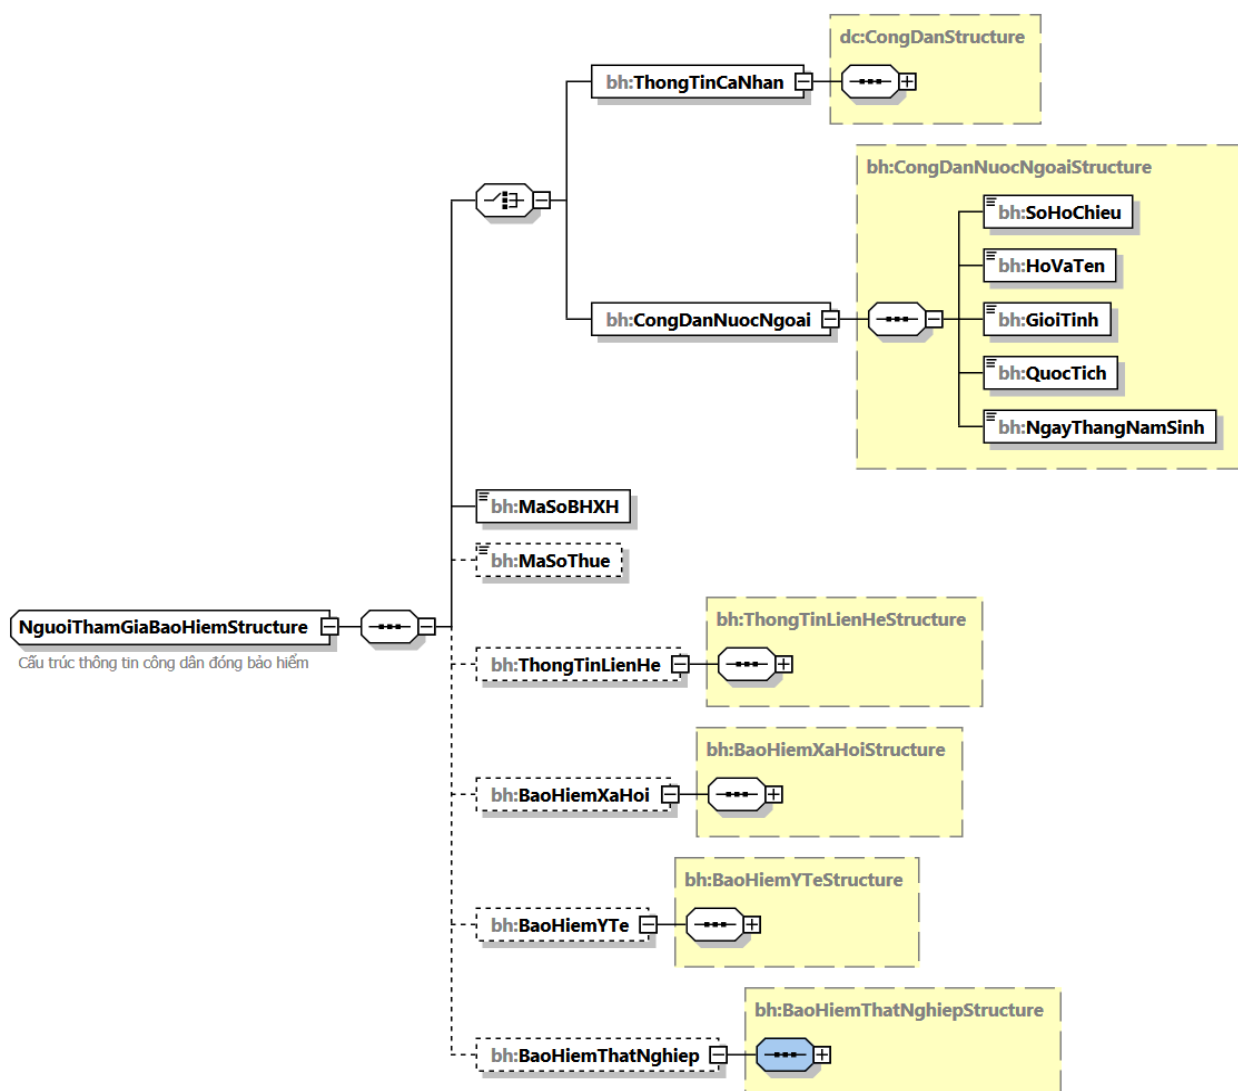 dc:CongDanStructure
bh:ThongTinCaNhan
bh:CongDanNuocNgoaiStructure
bh:SoHoChieu
bh:HoVaTen
bh:GioiTinh
bh:CongDanNuocNgoai
bh:QuocTich
bh:NgayThangNamSinh
bh:MaSoBHXH
bh:MaSoThue
NguoiThamGiaBaoHiemStructure
Cấu trúc thông tin công dân đóng bảo hiểm
bh:ThongTinLienHeStructure
bh:ThongTinLienHe
bh:BaoHiemXaHoiStructure
bh:BaoHiemXaHoi
bh:BaoHiemYTeStructure
bh:BaoHiemYTe
bh:BaoHiemThatNghiepStructure
bh:BaoHiemThatNghiep